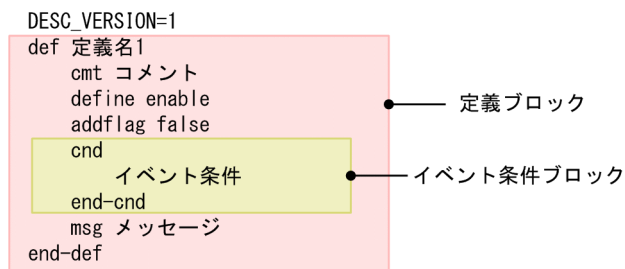 DESC_VERSION=1
def 定義名1
cmt コメント
define enable
addflag false
cnd
イベント条件
end-cnd
msg メッセージ
end-def
定義ブロック
イベント条件ブロック